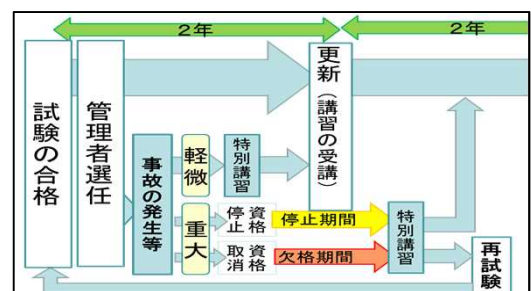 2年
2年
試験の合格
管理者選任
事故の発生等
軽微
特別講習
更新（講習の受講）
重大
資格停止
停止期間
資格取消
欠格期間
特別講習
再試験